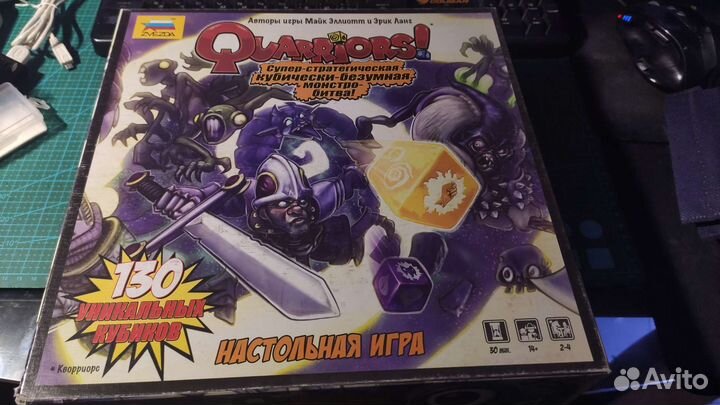 ZVEZDA
Авторы игры Майк Эллиотт и Эрик Ланг
QUARRIORS!
Супер-стратегическая
кубически-безумная
монстро-
битва!
130
УНИКАЛЬНЫХ
КУБИКОВ
НАСТОЛЬНАЯ ИГРА
* Кворриорс
30 мин.
14+
2-4
COUGAR
Avito